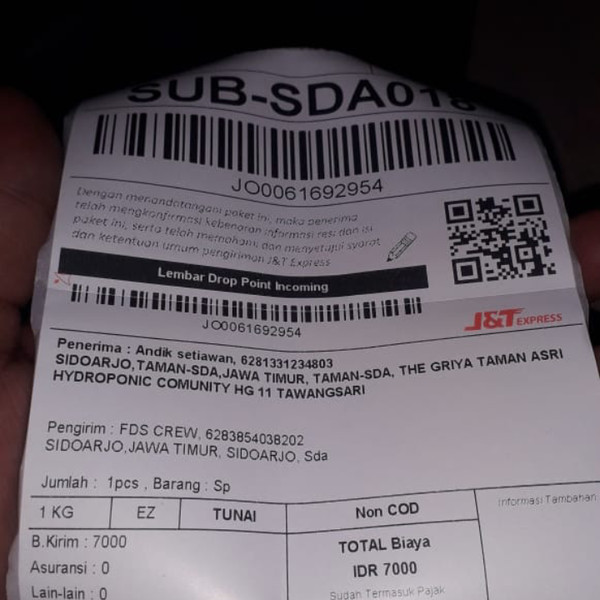 SUB-SDA018
JO0061692954
Dengan menandatangani paket ini, maka penerima
telah mengkonfirmasi kebenaran informasi resi dan isi
paket ini, serta telah memahami dan menyetujui syarat
dan ketentuan umum pengiriman J&T Express
Lembar Drop Point Incoming
JO0061692954
J&T EXPRESS
Penerima : Andik setiawan, 6281331234803
SIDOARJO,TAMAN-SDA,JAWA TIMUR, TAMAN-SDA, THE GRIYA TAMAN ASRI
HYDROPONIC COMUNITY HG 11 TAWANGSARI
Pengirim : FDS CREW, 6283854038202
SIDOARJO,JAWA TIMUR, SIDOARJO, Sda
Jumlah : 1pcs , Barang : Sp
1 KG EZ TUNAI Non COD Informasi Tambahan
B.Kirim : 7000 TOTAL Biaya
Asuransi : 0 IDR 7000
Lain-lain : 0 Sudah Termasuk Pajak